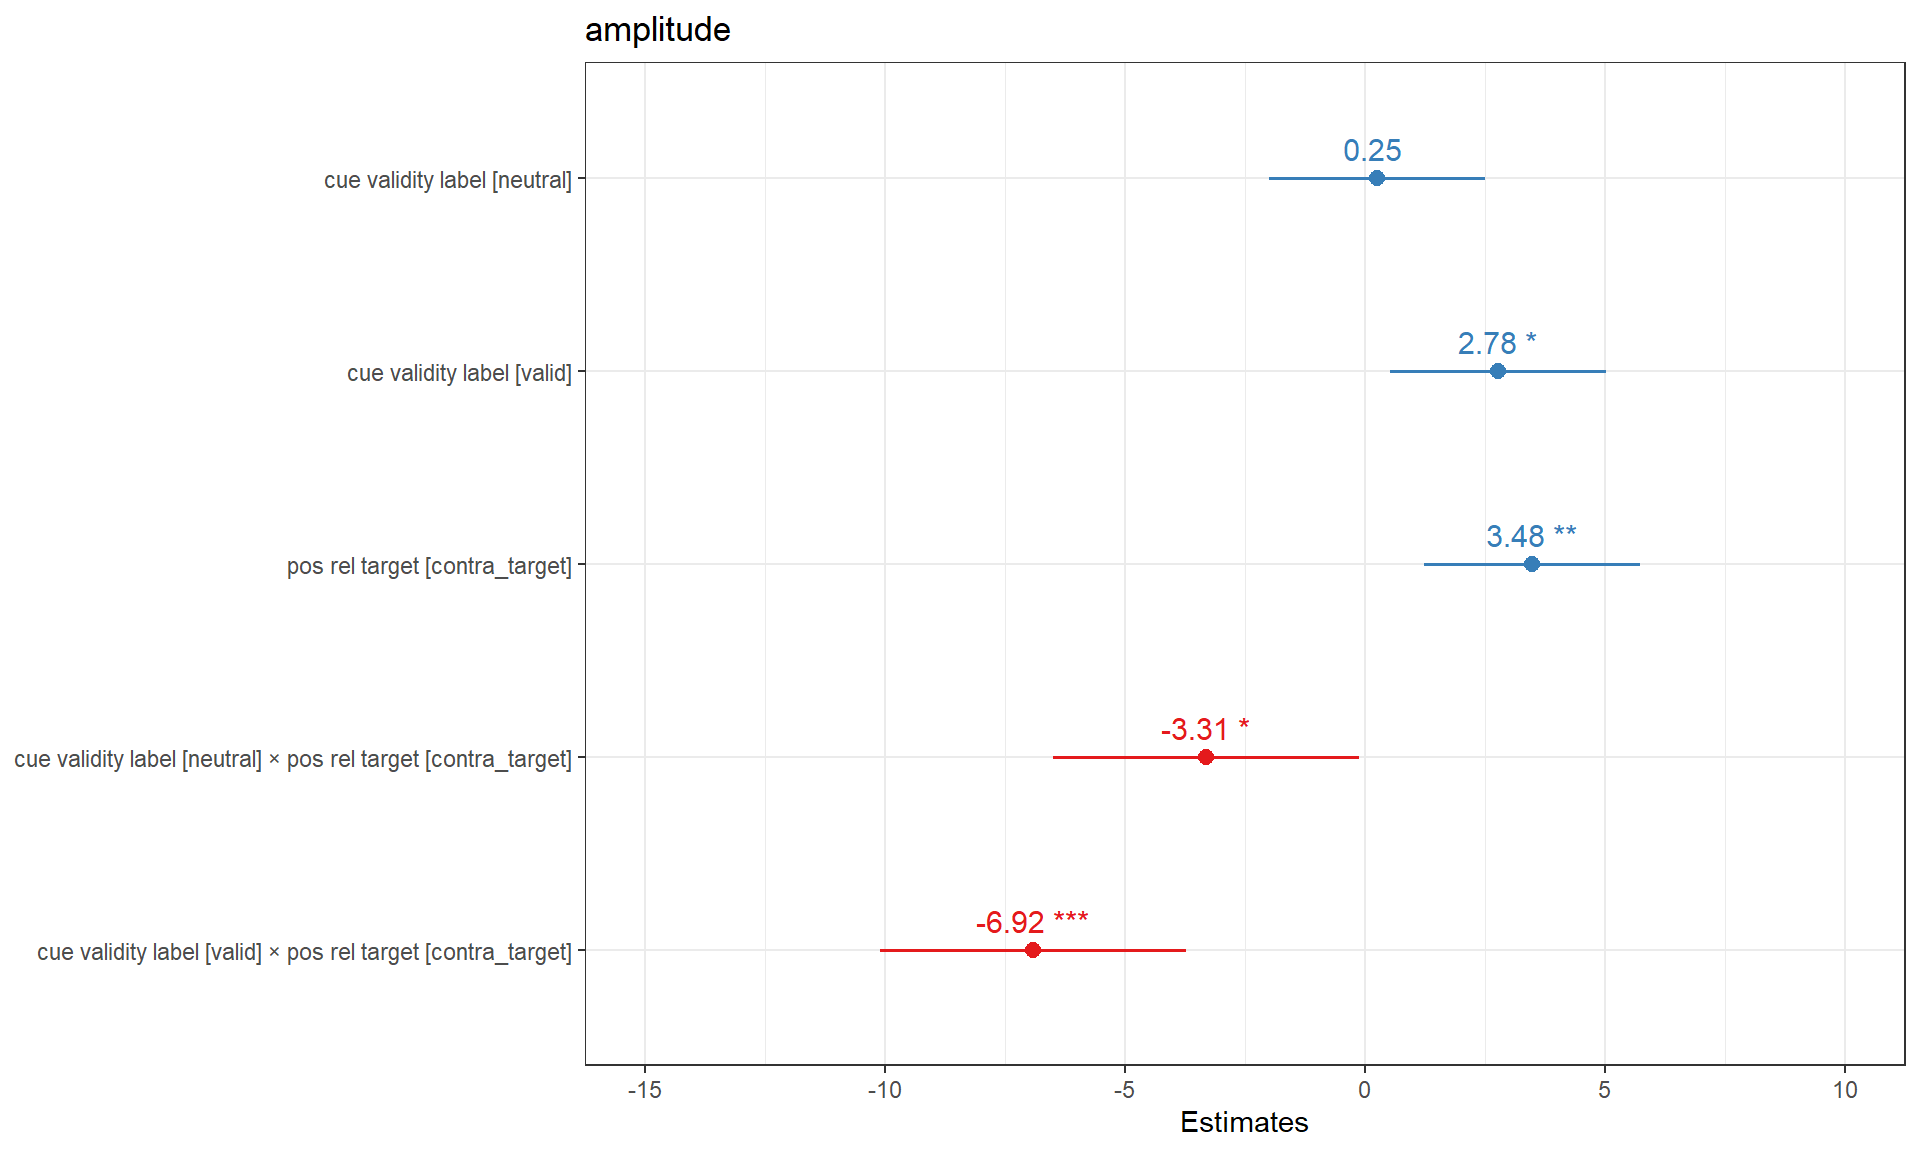 amplitude
cue validity label [neutral]
0.25
cue validity label [valid]
2.78 *
pos rel target [contra_target]
3.48 **
cue validity label [neutral] × pos rel target [contra_target]
-3.31 *
cue validity label [valid] × pos rel target [contra_target]
-6.92 ***
-15 -10 -5 0 5 10
Estimates